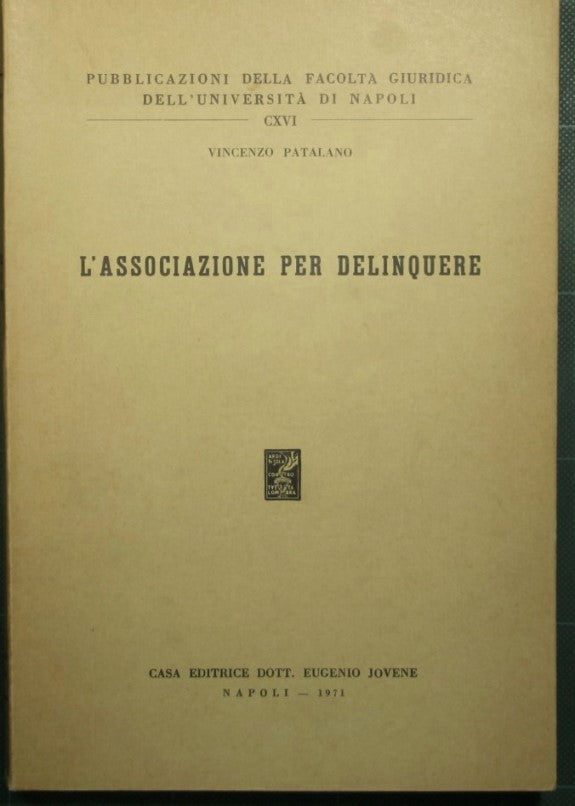 PUBBLICAZIONI DELLA FACOLTÀ GIURIDICA
DELL'UNIVERSITÀ DI NAPOLI
CXVI
VINCENZO PATALANO
L'ASSOCIAZIONE PER DELINQUERE
CASA EDITRICE DOTT. EUGENIO JOVENE
NAPOLI — 1971